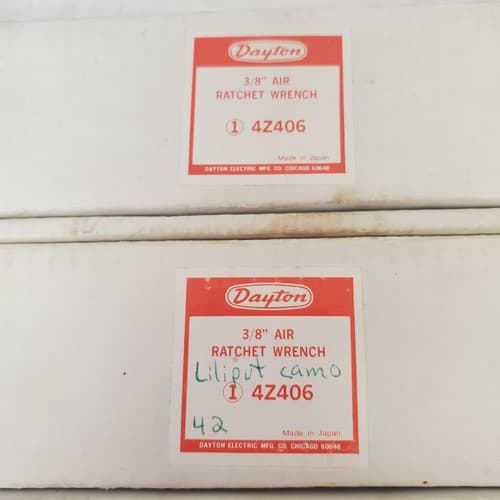 Dayton
3/8" AIR
RATCHET WRENCH
1 4Z406
Made in Japan
DAYTON ELECTRIC MFG. CO. CHICAGO 60648
Dayton
3/8" AIR
RATCHET WRENCH
Liliput camo
1 4Z406
42
Made in Japan
DAYTON ELECTRIC MFG. CO. CHICAGO 60648